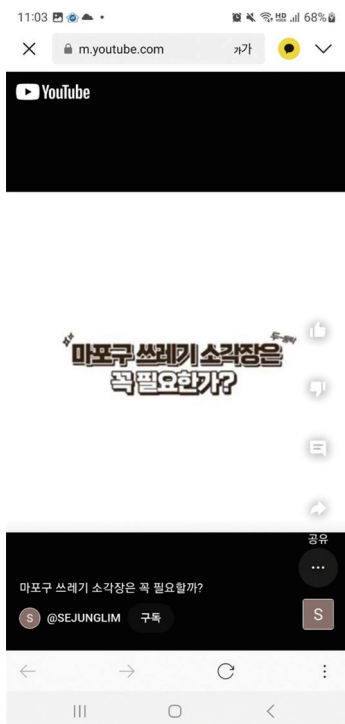 11:03
68%
m.youtube.com
가가
YouTube
마포구 쓰레기 소각장은
꼭 필요한가?
공유
마포구 쓰레기 소각장은 꼭 필요할까?
S @SEJUNGLIM 구독
S